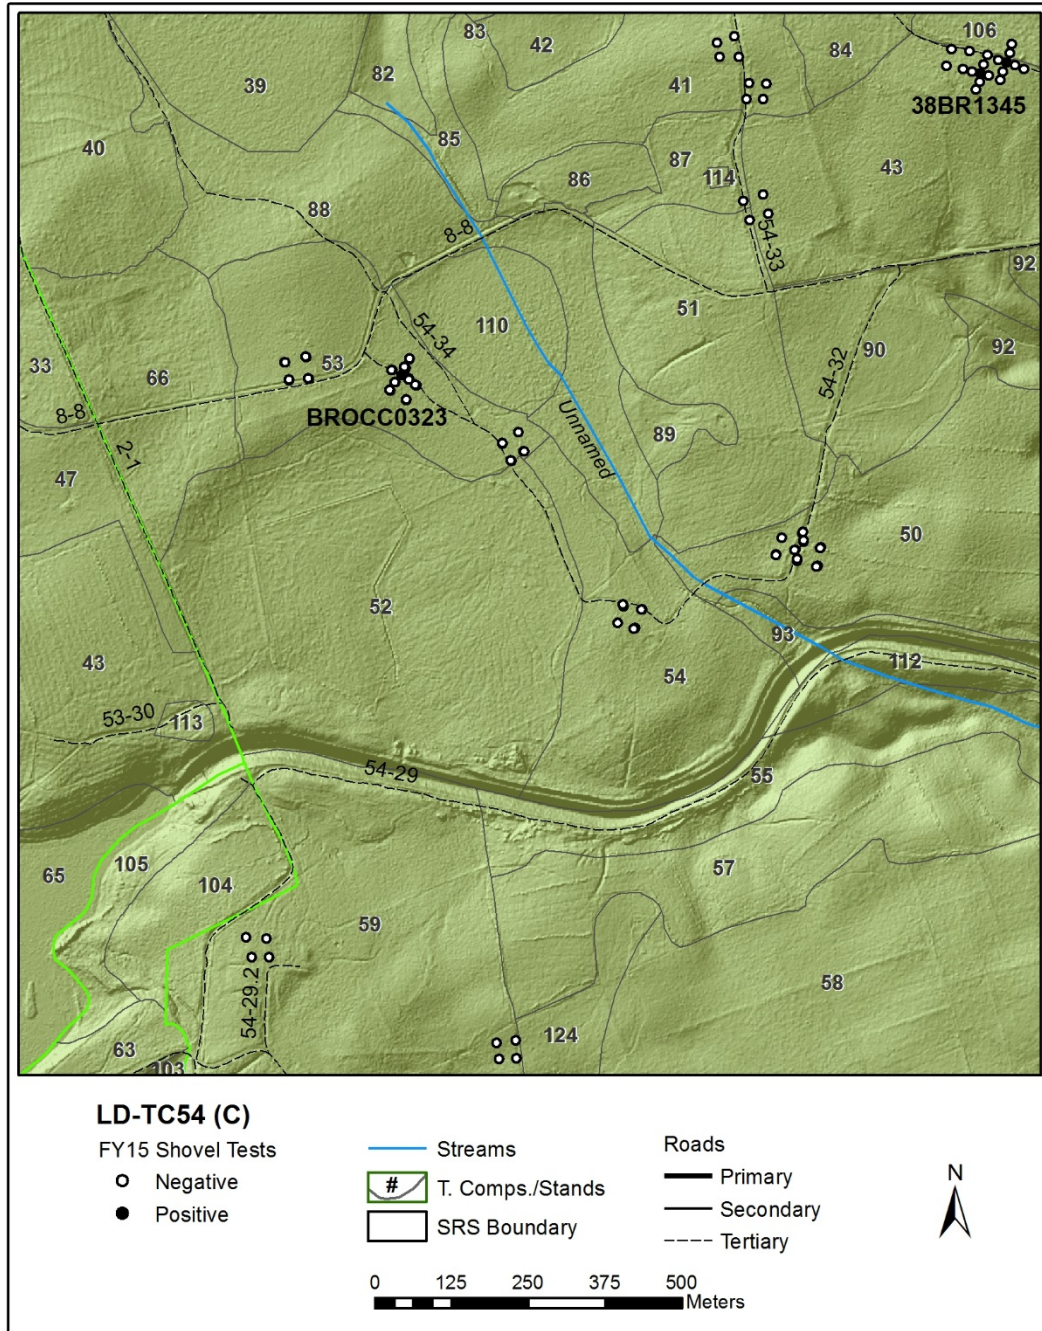 83
42
106
82
39
84
41
38BR1345
85
40
87
114
86
43
88
8-8
54-33
92
51
110
54-34
90
92
33
66
53
54-32
8-8
BROCC0323
Unnamed
89
2-1
47
50
52
93
43
54
112
53-30
113
54-29
55
105
65
104
57
59
58
54-29.2
124
63
103
LD-TC54 (C)
FY15 Shovel Tests
Negative
Positive
Streams
# T. Comps./Stands
SRS Boundary
Roads
Primary
Secondary
Tertiary
N
0 125 250 375 500
Meters